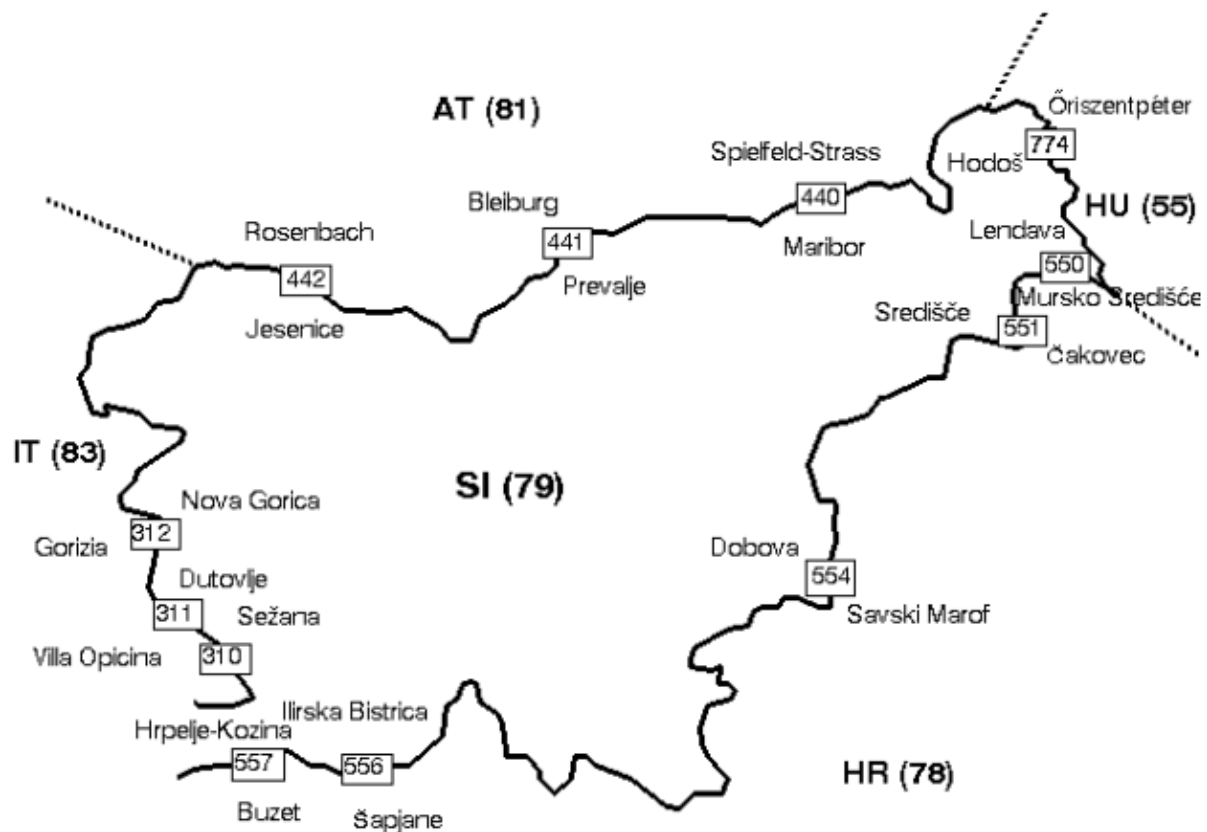 AT (81)
Őriszentpéter
774
Hodoš
Spielfeld-Strass
440
Maribor
HU (55)
Bleiburg
441
Prevalje
Rosenbach
442
Jesenice
Lendava
550
Mursko Središće
Središče
551
Čakovec
IT (83)
SI (79)
Nova Gorica
312
Gorizia
Dutovlje
311
Sežana
310
Villa Opicina
Dobova
554
Savski Marof
Ilirska Bistrica
Hrpelje-Kozina
557
556
Buzet
Šapjane
HR (78)